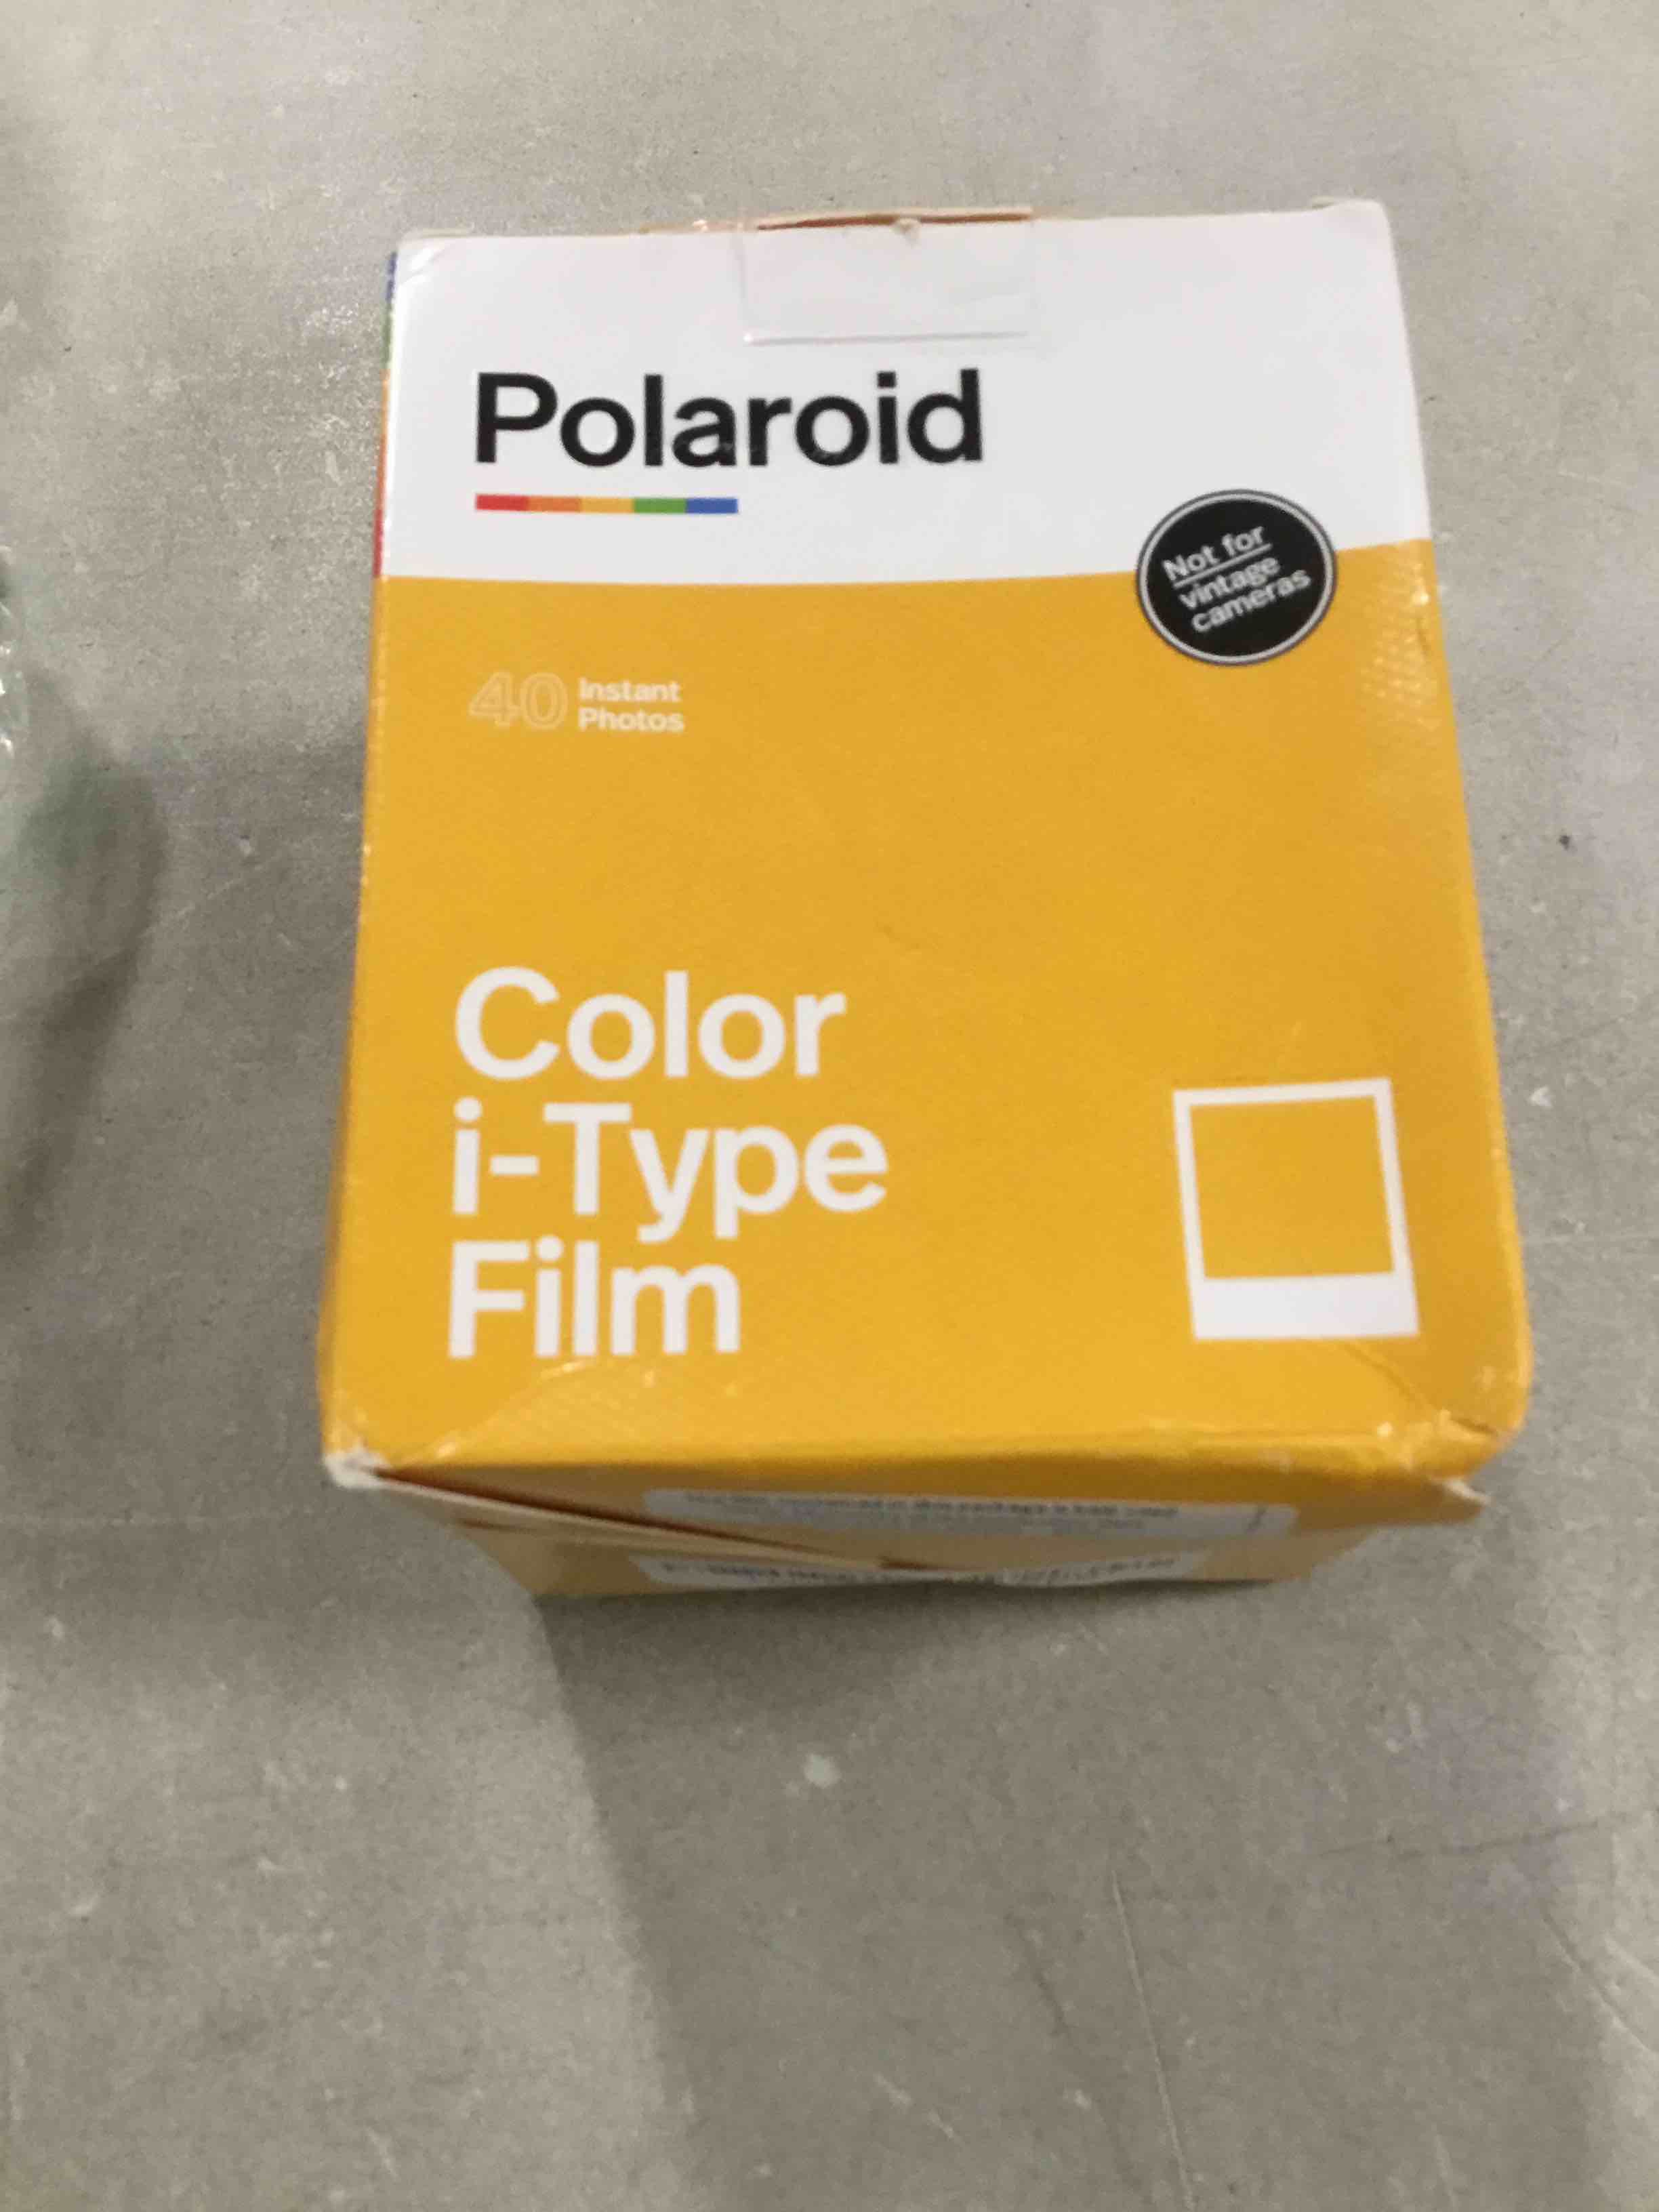 Polaroid
Not for
vintage
cameras
40 Instant
Photos
Color
i-Type
Film